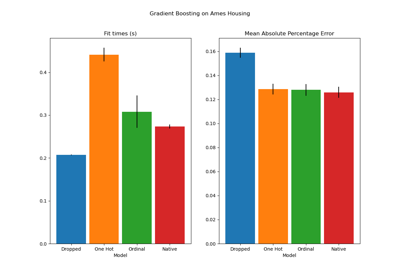 Gradient Boosting on Ames Housing
Fit times (s)
0.4
0.3
0.2
0.1
0.0
Dropped One Hot Ordinal Native
Model
Mean Absolute Percentage Error
0.16
0.14
0.12
0.10
0.08
0.06
0.04
0.02
0.00
Dropped One Hot Ordinal Native
Model